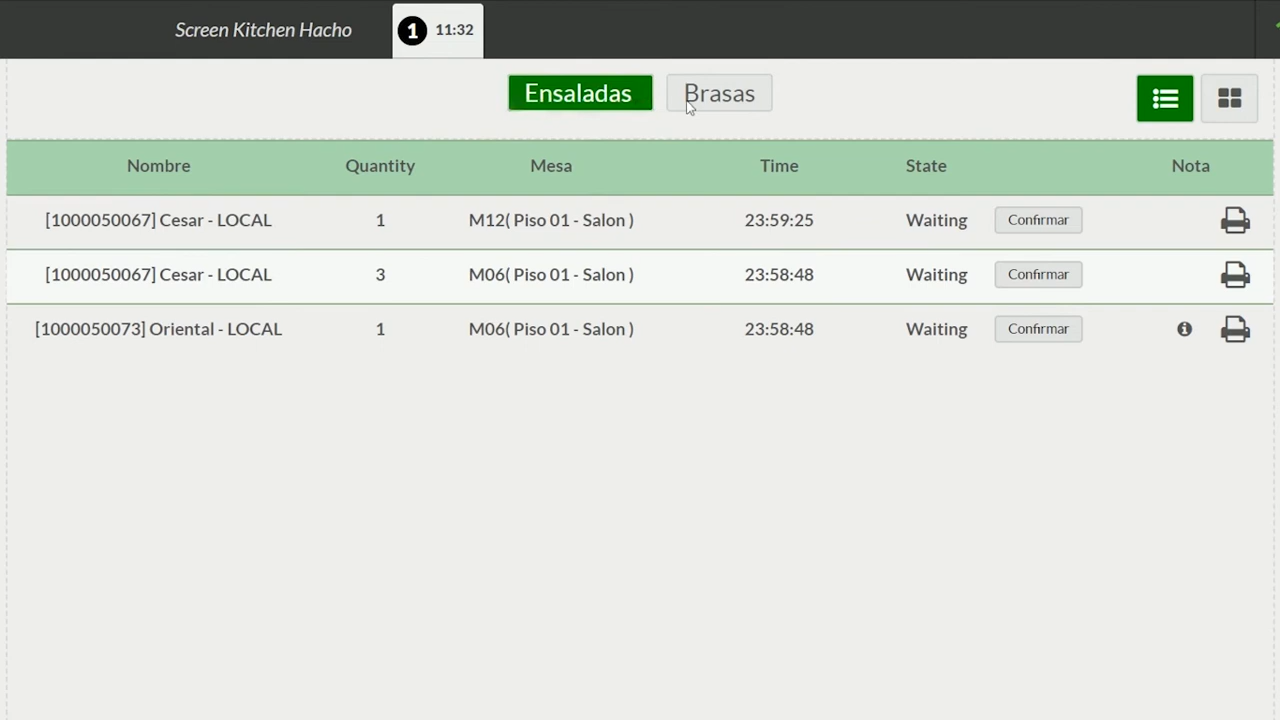 Screen Kitchen Hacho 1 11:32
Ensaladas Brasas
Nombre Quantity Mesa Time State Nota
[1000050067] Cesar - LOCAL 1 M12( Piso 01 - Salon ) 23:59:25 Waiting Confirmar
[1000050067] Cesar - LOCAL 3 M06( Piso 01 - Salon ) 23:58:48 Waiting Confirmar
[1000050073] Oriental - LOCAL 1 M06( Piso 01 - Salon ) 23:58:48 Waiting Confirmar